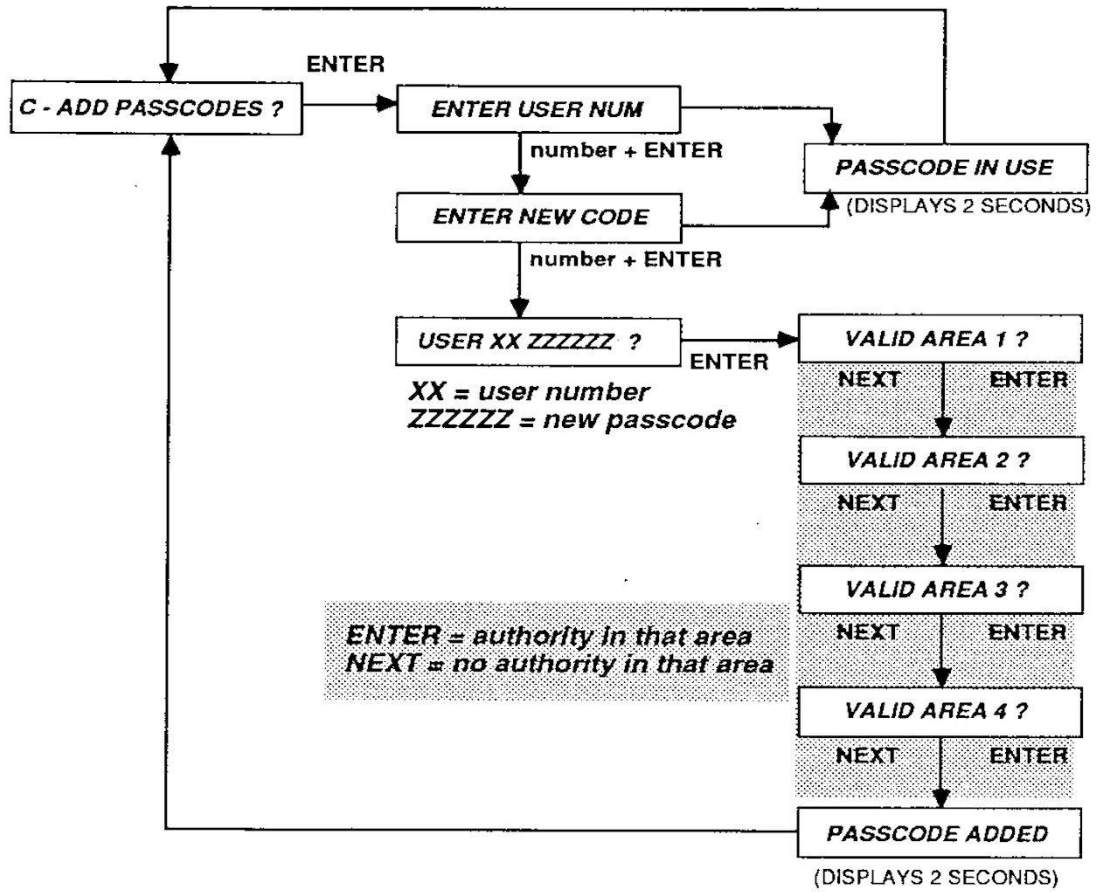 ENTER
C - ADD PASSCODES ?
ENTER USER NUM
number + ENTER
PASSCODE IN USE
(DISPLAYS 2 SECONDS)
ENTER NEW CODE
number + ENTER
USER XX ZZZZZZ ?
ENTER
VALID AREA 1 ?
XX = user number
ZZZZZZ = new passcode
NEXT ENTER
VALID AREA 2 ?
NEXT ENTER
VALID AREA 3 ?
ENTER = authority in that area
NEXT = no authority in that area
NEXT ENTER
VALID AREA 4 ?
NEXT ENTER
PASSCODE ADDED
(DISPLAYS 2 SECONDS)